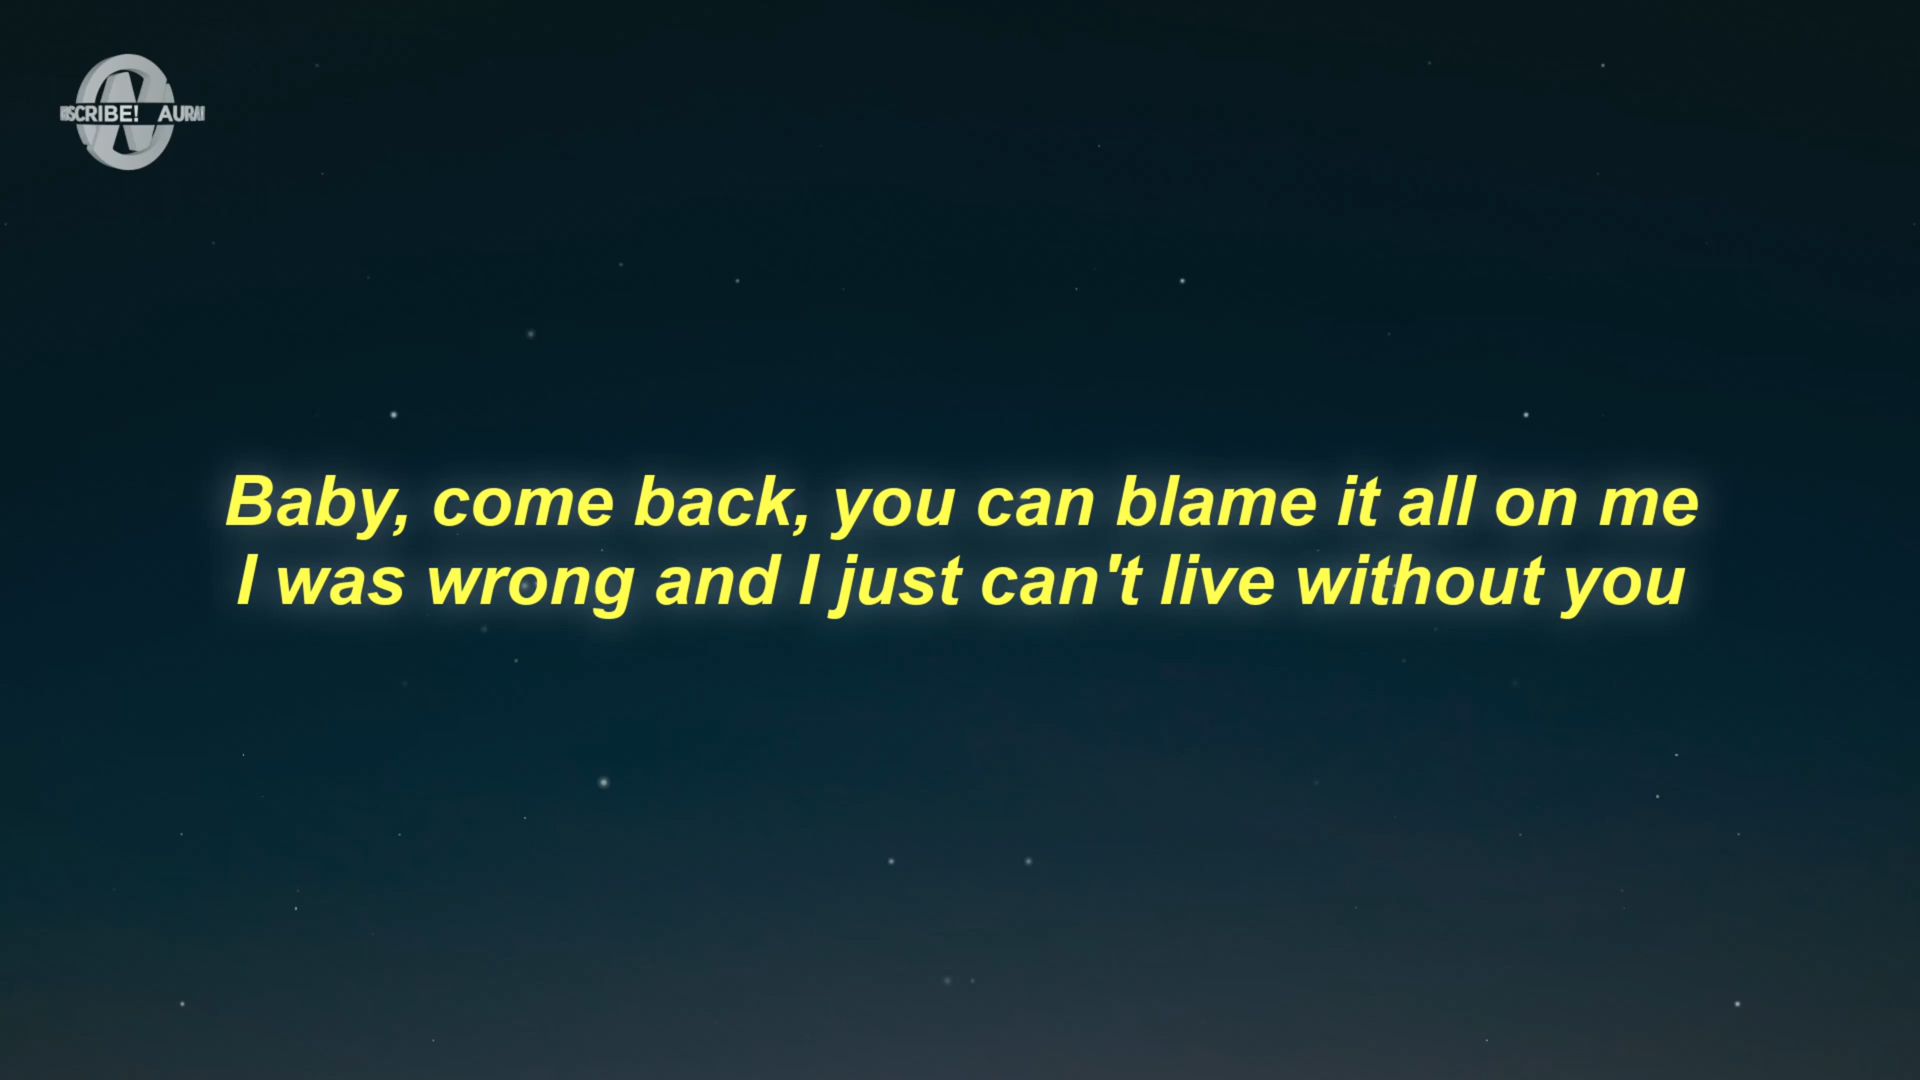 SCRIBE! AURA
Baby, come back, you can blame it all on me
I was wrong and I just can't live without you